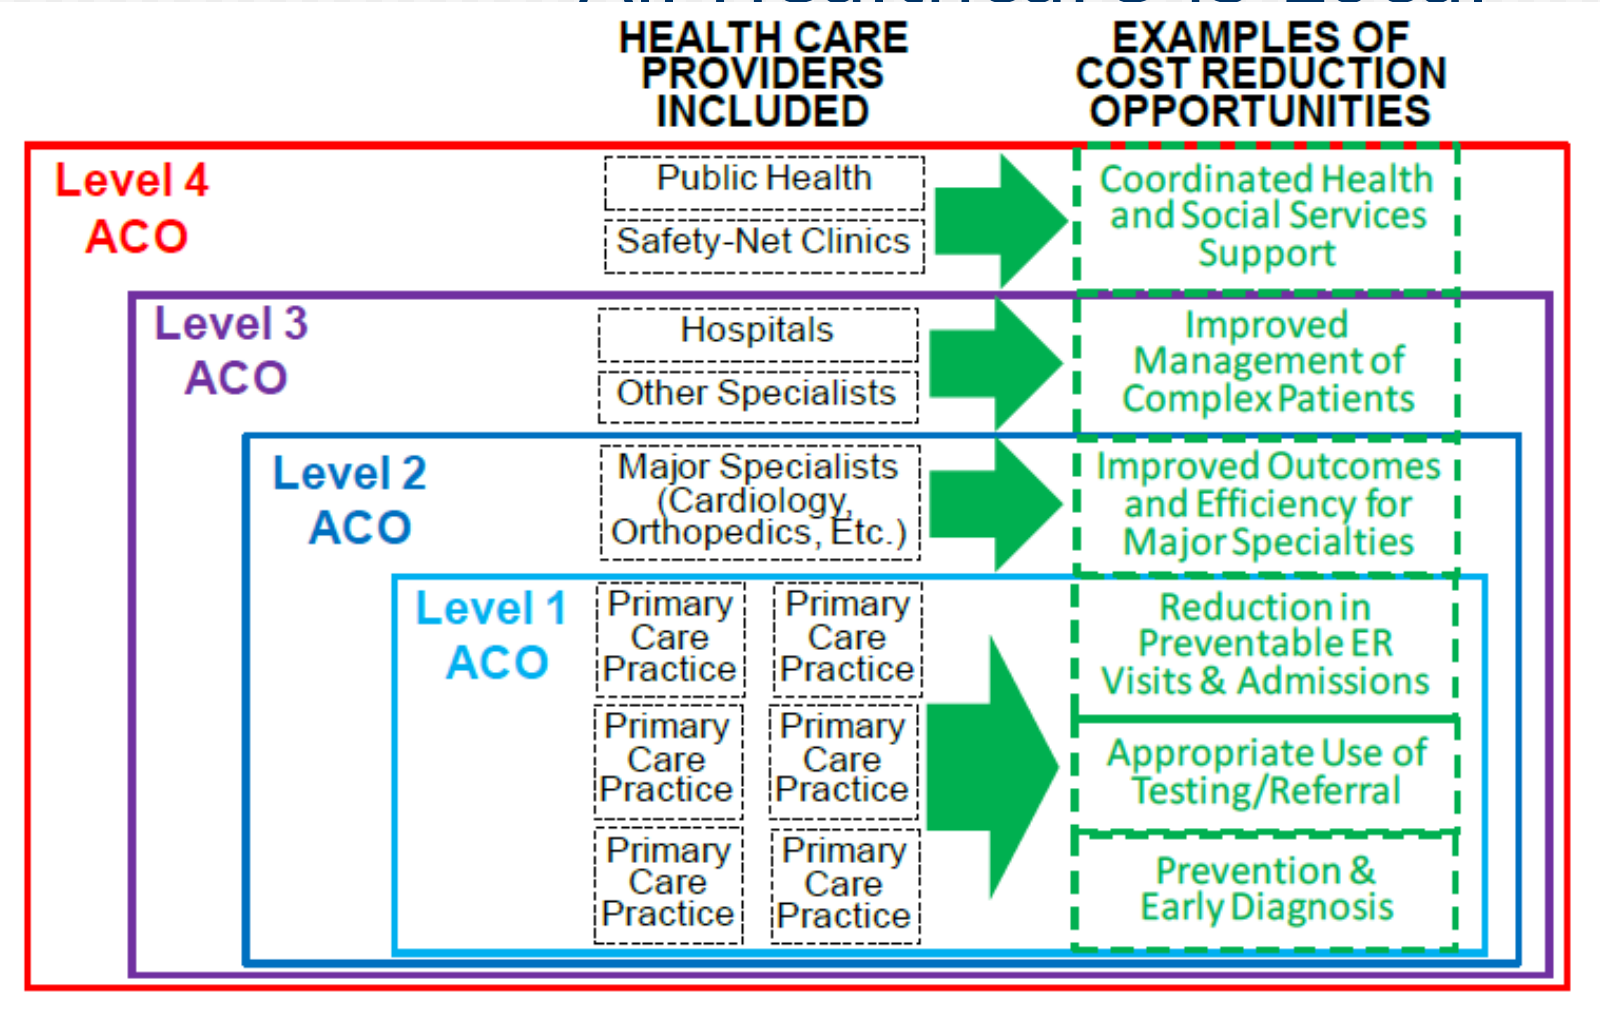 HEALTH CARE
PROVIDERS
INCLUDED
EXAMPLES OF
COST REDUCTION
OPPORTUNITIES
Level 4
ACO
Public Health
Safety-Net Clinics
Coordinated Health
and Social Services
Support
Level 3
ACO
Hospitals
Other Specialists
Improved
Management of
Complex Patients
Level 2
ACO
Major Specialists
(Cardiology,
Orthopedics, Etc.)
Improved Outcomes
and Efficiency for
Major Specialties
Level 1
ACO
Primary
Care
Practice
Primary
Care
Practice
Primary
Care
Practice
Primary
Care
Practice
Primary
Care
Practice
Primary
Care
Practice
Reduction in
Preventable ER
Visits & Admissions
Appropriate Use of
Testing/Referral
Prevention &
Early Diagnosis